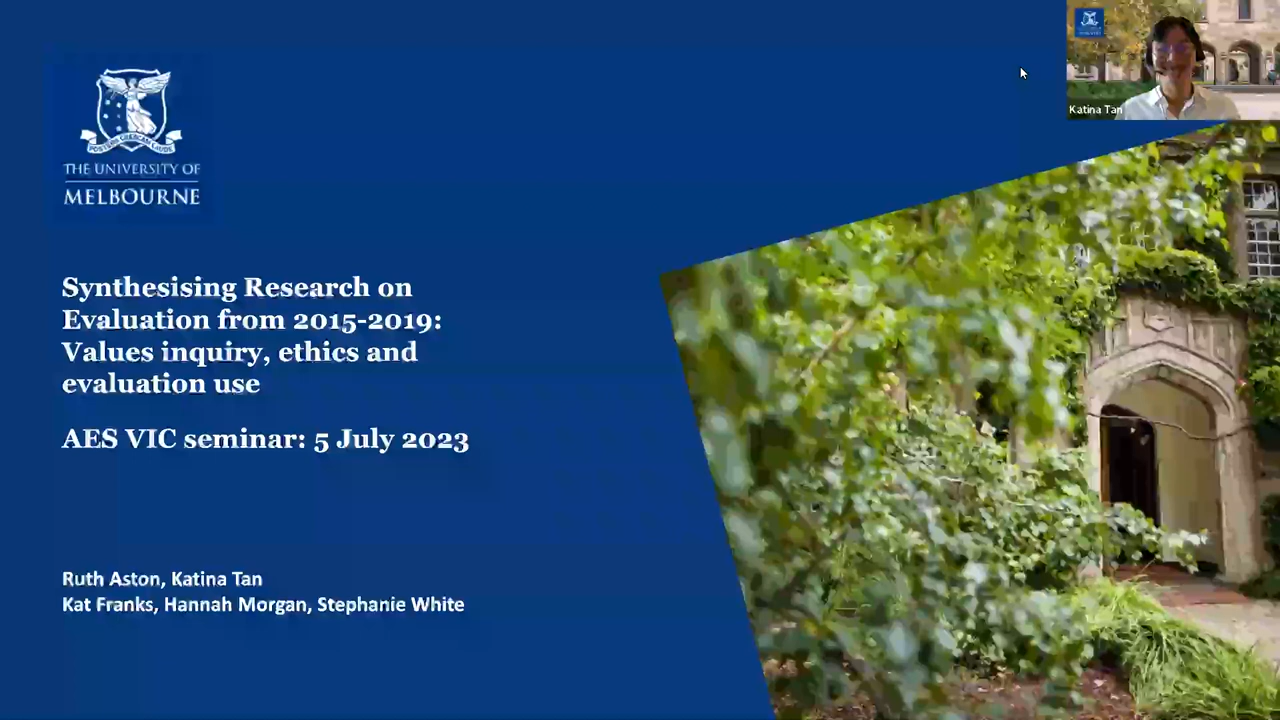 THE UNIVERSITY OF
MELBOURNE
Katina Tan
Synthesising Research on
Evaluation from 2015-2019:
Values inquiry, ethics and
evaluation use
AES VIC seminar: 5 July 2023
Ruth Aston, Katina Tan
Kat Franks, Hannah Morgan, Stephanie White